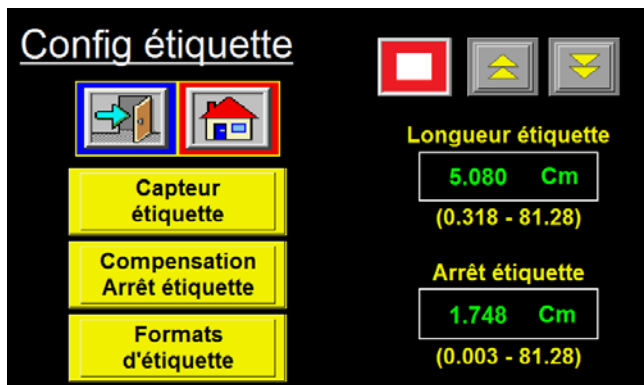 Config étiquette
Capteur
étiquette
Compensation
Arrêt étiquette
Formats
d'étiquette
Longueur étiquette
5.080 Cm
(0.318 - 81.28)
Arrêt étiquette
1.748 Cm
(0.003 - 81.28)